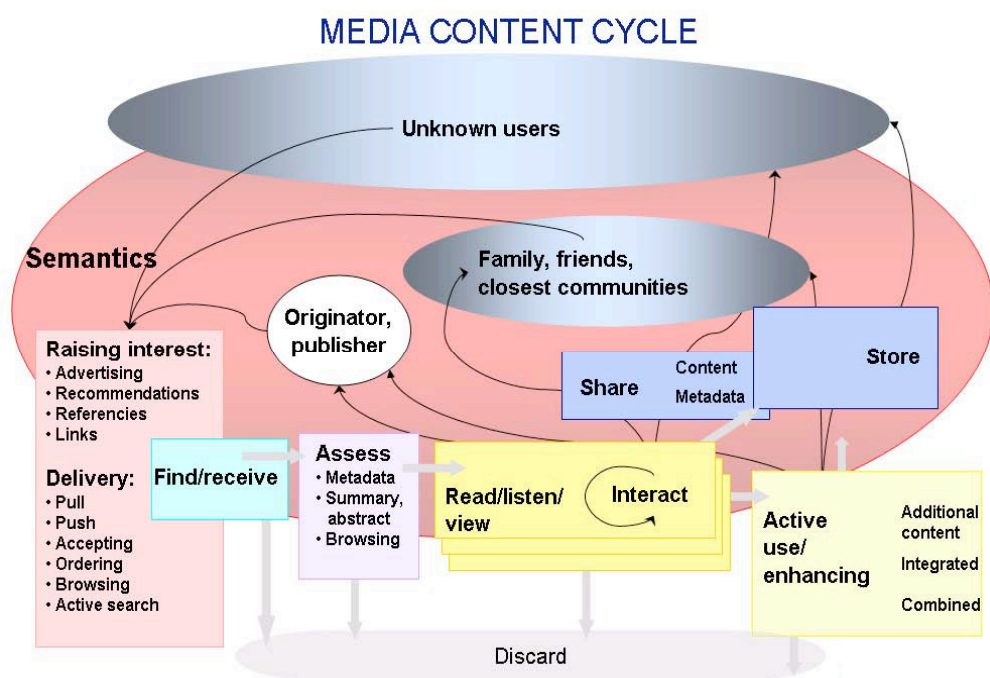 MEDIA CONTENT CYCLE
Unknown users
Semantics
Family, friends,
closest communities
Originator,
publisher
Raising interest:
• Advertising
• Recommendations
• Referencies
• Links
Delivery:
• Pull
• Push
• Accepting
• Ordering
• Browsing
• Active search
Find/receive
Assess
• Metadata
• Summary,
abstract
• Browsing
Read/listen/
view
Interact
Share
Content
Metadata
Store
Active
use/
enhancing
Additional
content
Integrated
Combined
Discard